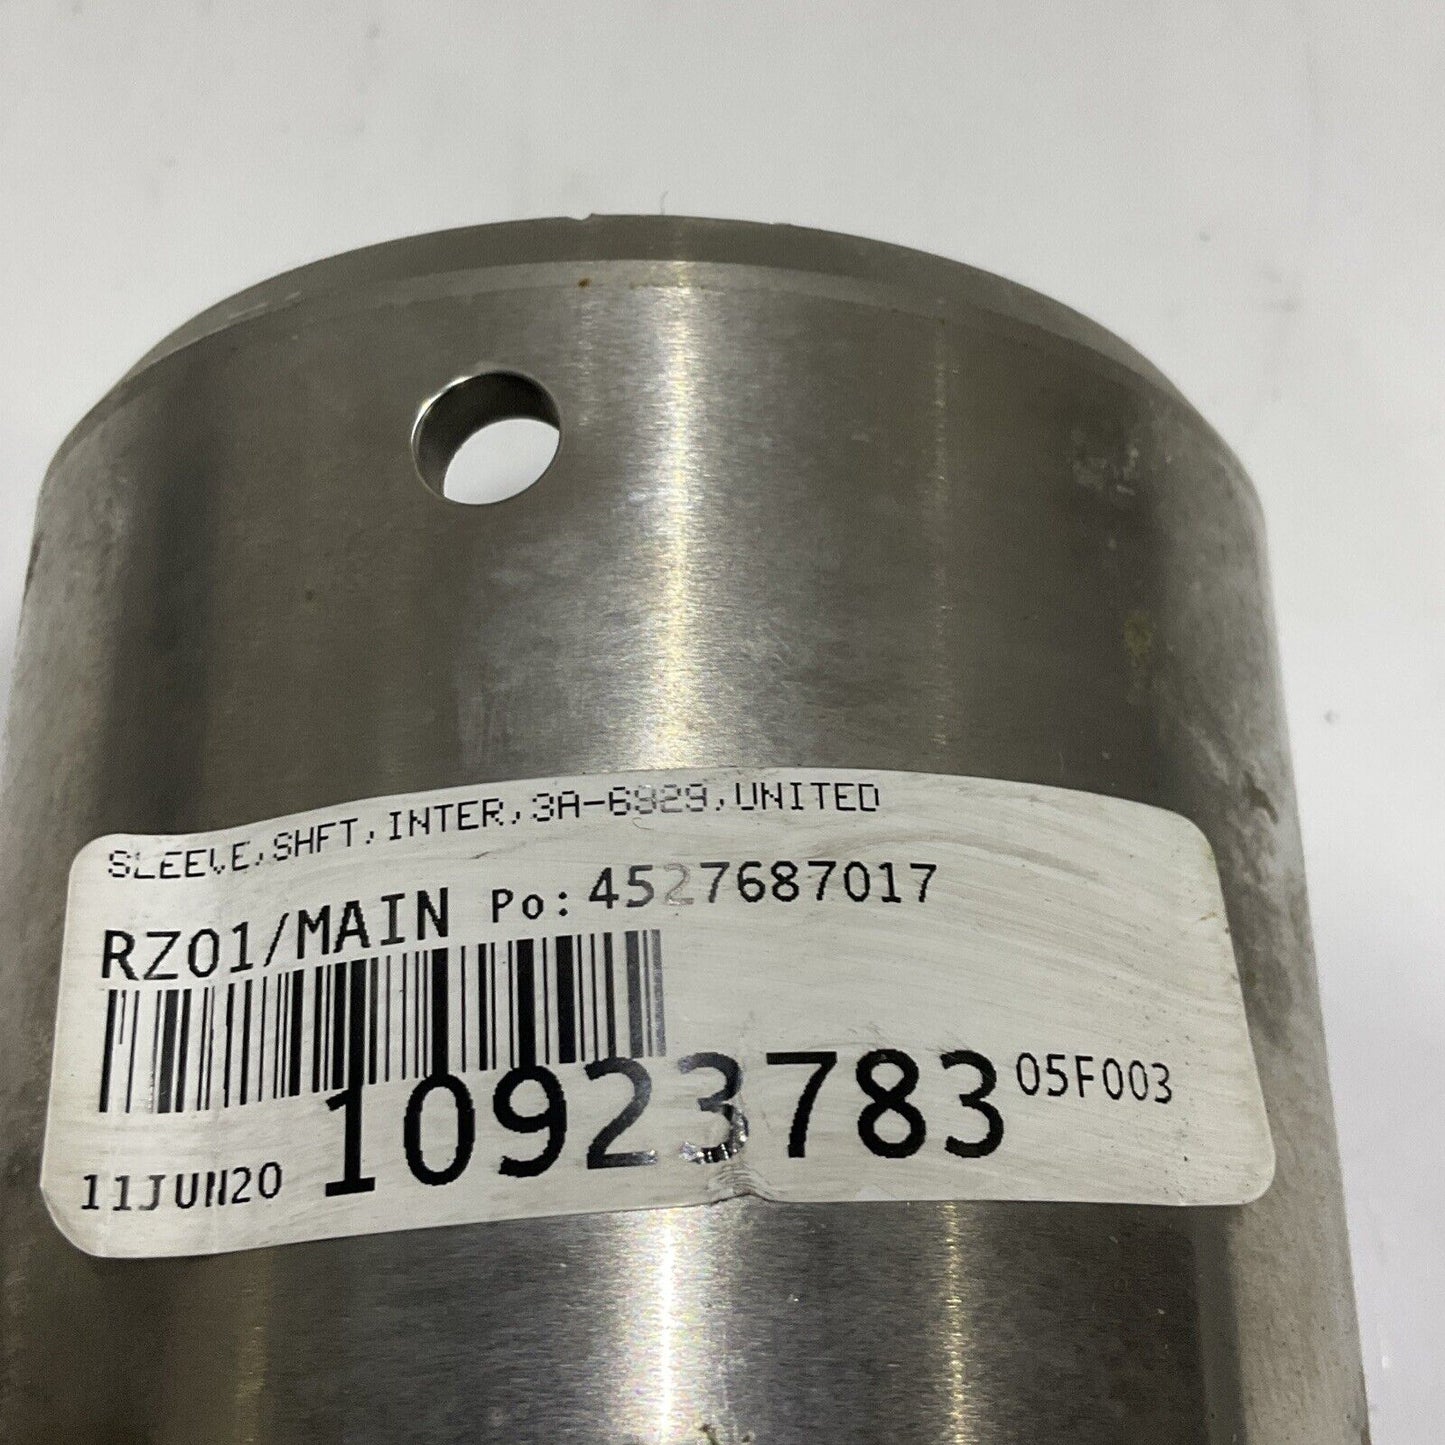 SLEEVE,SHFT,INTER,3A-6929,UNITED
RZ01/MAIN Po: 4527687017
10923783 05F003
11JUN20